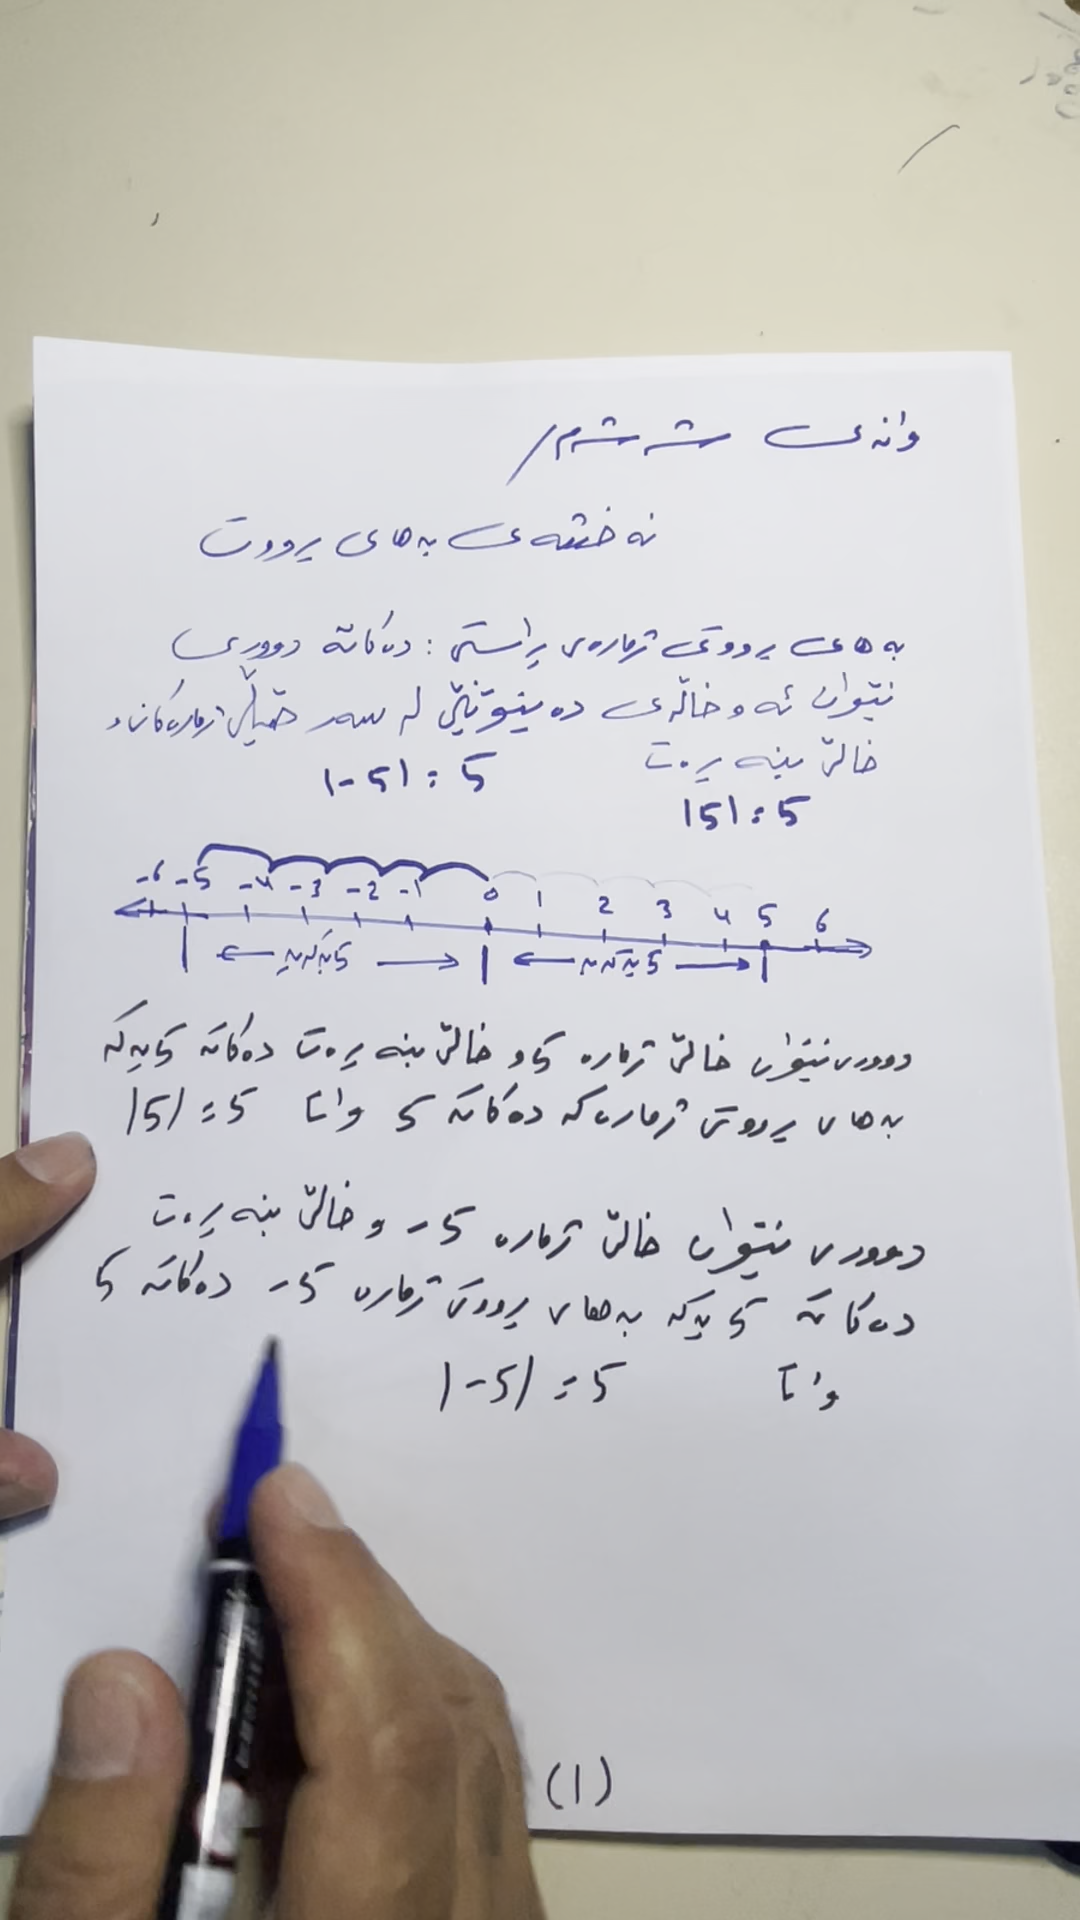 وانەی شەشەم/
نەخشەی بەهای ڕووت
بەهای ڕووتی ژمارەی ڕاستی : دەکاتە دووری
نێوان ئەو خاڵەی دەینوێنێ لە سەر هێڵی ژمارەکان و
خاڵی بنەڕەت
|-5| = 5
|5| = 5
-6 -5 -4 -3 -2 -1 0 1 2 3 4 5 6
5 یەکە 5 یەکە
دووری نێوان خاڵی ژمارە 5 و خاڵی بنەڕەت دەکاتە 5 یەکە
بەهای ڕووتی ژمارەکە دەکاتە 5 واتا |5| = 5
دووری نێوان خاڵی ژمارە 5- و خاڵی بنەڕەت
دەکاتە 5 یەکە بەهای ڕووتی ژمارە 5- دەکاتە 5
واتا |-5| = 5
(1)